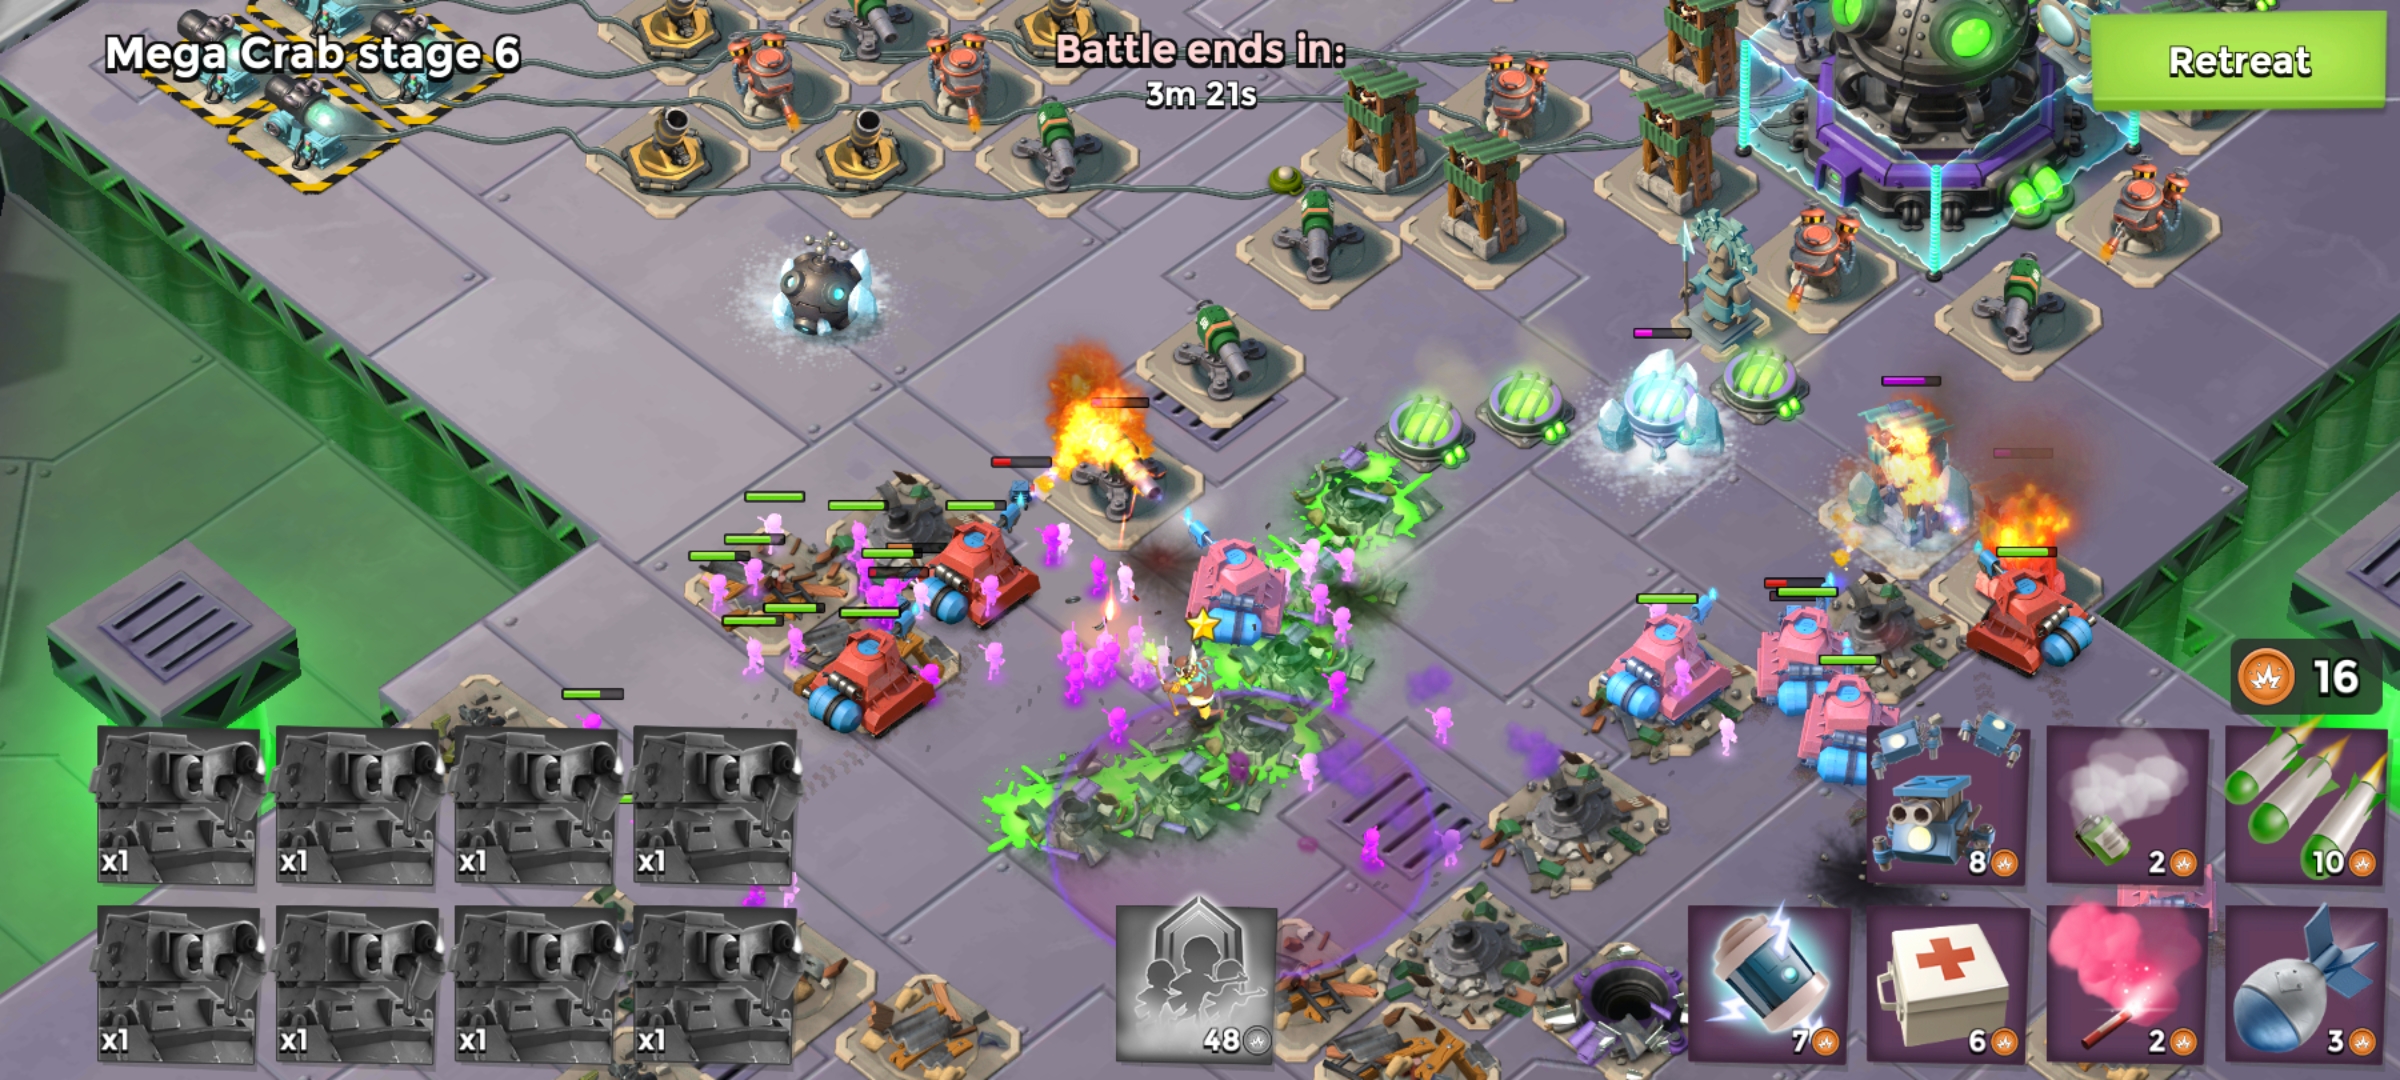 Mega Crab stage 6
Battle ends in:
3m 21s
Retreat
16
x1
x1
x1
x1
8
2
10
x1
x1
x1
x1
48
7
6
2
3